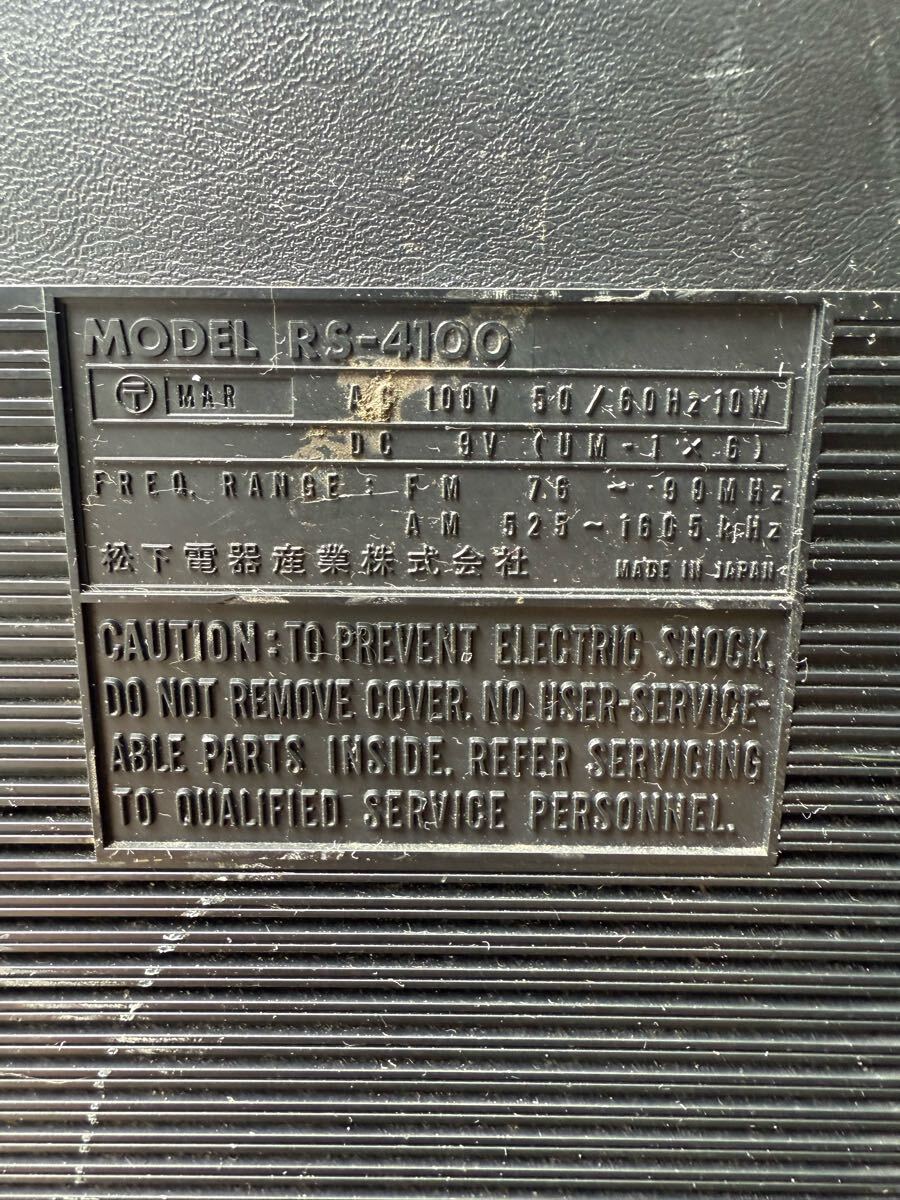 MODEL RS-4100
〒 MAR AC 100V 50/60Hz 10W
DC 9V (UM-1×6)
FREQ. RANGE : FM 76 ~ 90MHz
AM 525~1605kHz
松下電器産業株式会社 MADE IN JAPAN
CAUTION : TO PREVENT ELECTRIC SHOCK,
DO NOT REMOVE COVER. NO USER-SERVICE-
ABLE PARTS INSIDE. REFER SERVICING
TO QUALIFIED SERVICE PERSONNEL.